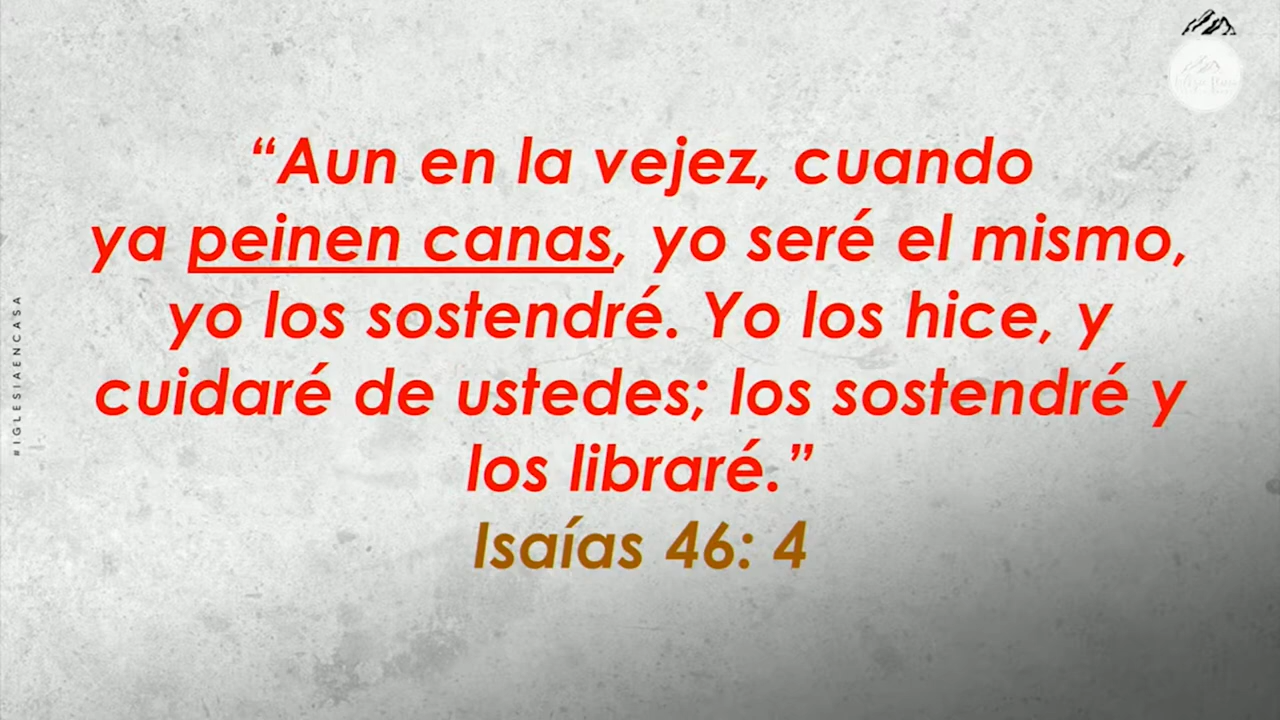 “Aun en la vejez, cuando
ya peinen canas, yo seré el mismo,
yo los sostendré. Yo los hice, y
cuidaré de ustedes; los sostendré y
los libraré.”
Isaías 46: 4
#IGLESIAENCASA